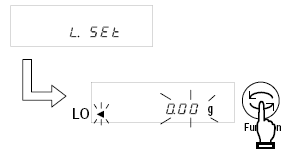 L. SEt
LO ◄ 0.00 g
Function